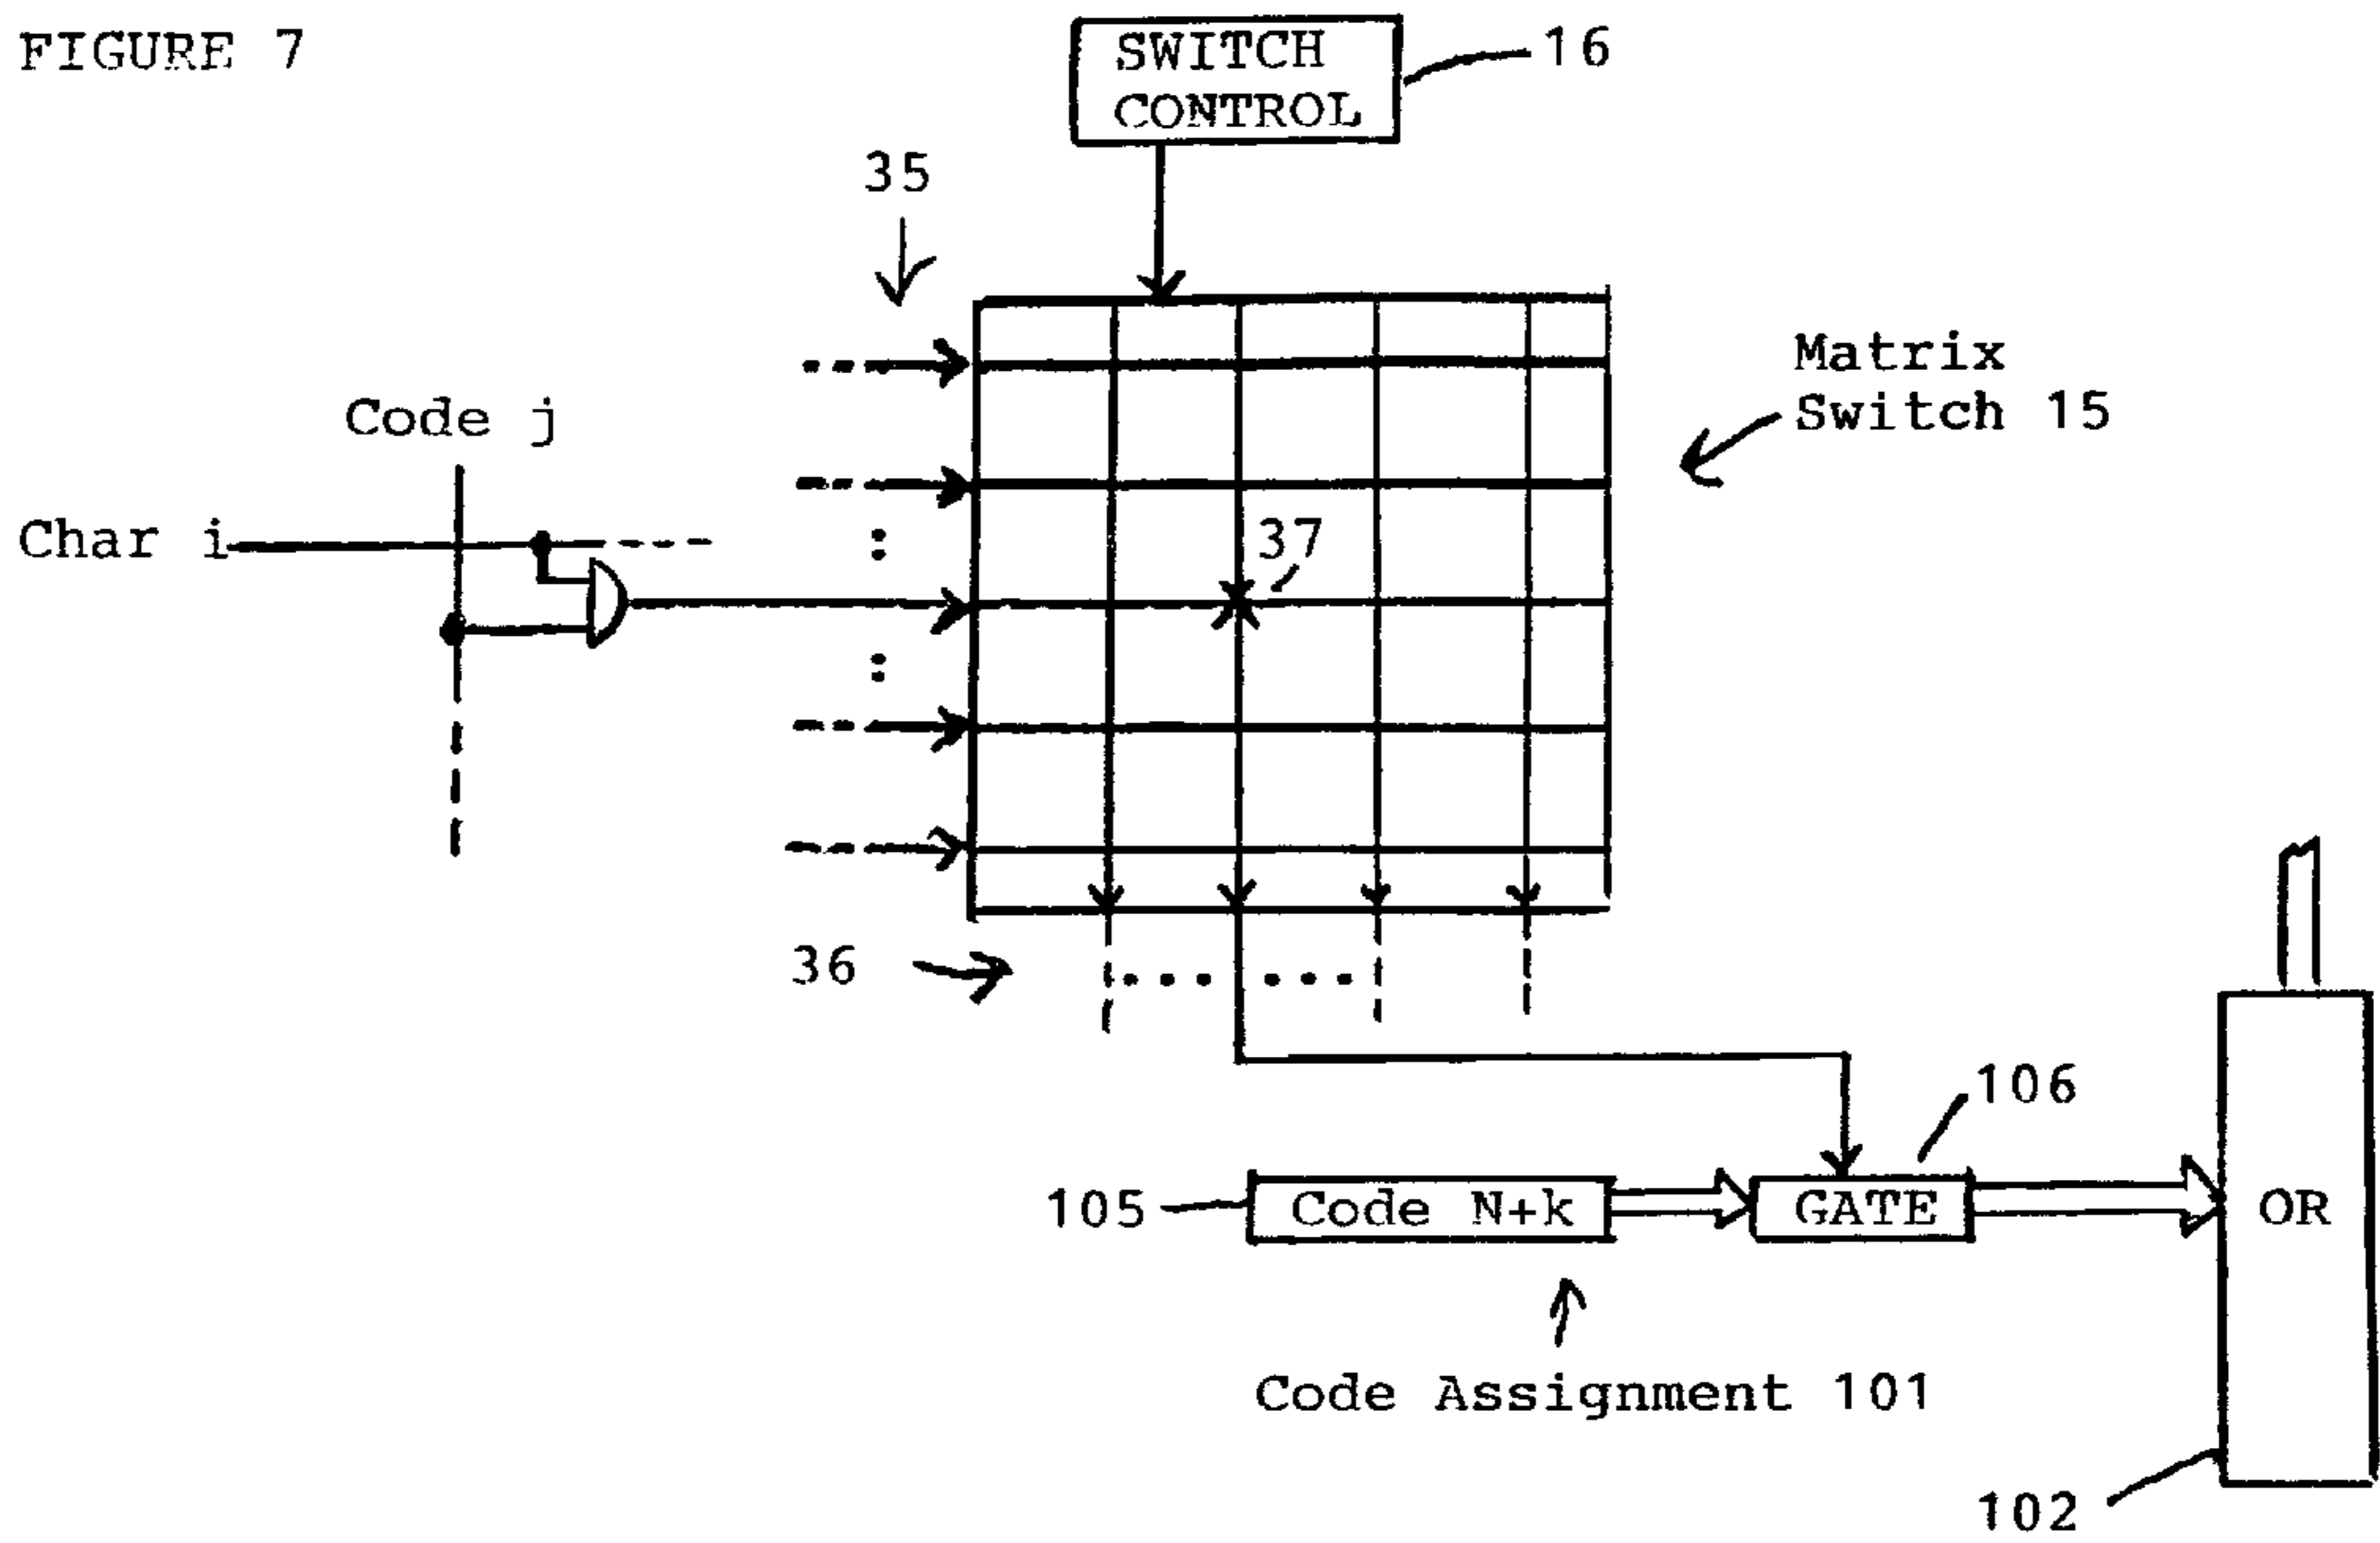 FIGURE 7
SWITCH
CONTROL
16
35
Matrix
Switch 15
Code j
Char i
37
36
106
105
Code N+k
GATE
OR
Code Assignment 101
102